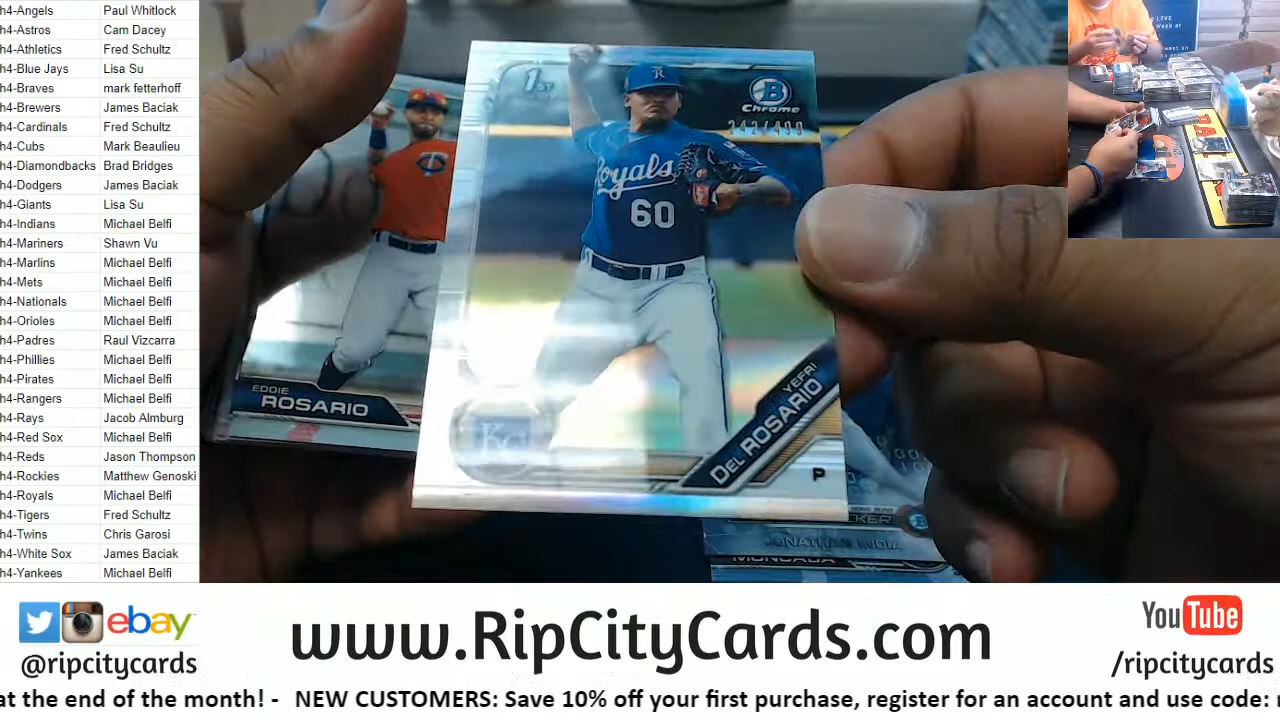 h4-Angels Paul Whitlock
h4-Astros Cam Dacey
h4-Athletics Fred Schultz
h4-Blue Jays Lisa Su
h4-Braves mark fetterhoff
h4-Brewers James Baciak
h4-Cardinals Fred Schultz
h4-Cubs Mark Beaulieu
h4-Diamondbacks Brad Bridges
h4-Dodgers James Baciak
h4-Giants Lisa Su
h4-Indians Michael Belfi
h4-Mariners Shawn Vu
h4-Marlins Michael Belfi
h4-Mets Michael Belfi
h4-Nationals Michael Belfi
h4-Orioles Michael Belfi
h4-Padres Raul Vizcarra
h4-Phillies Michael Belfi
h4-Pirates Michael Belfi
h4-Rangers Michael Belfi
h4-Rays Jacob Almburg
h4-Red Sox Michael Belfi
h4-Reds Jason Thompson
h4-Rockies Matthew Genoski
h4-Royals Michael Belfi
h4-Tigers Fred Schultz
h4-Twins Chris Garosi
h4-White Sox James Baciak
h4-Yankees Michael Belfi
1ST
R
B
Chrome
242/499
Royals
60
KC
YEFRI
DEL ROSARIO
P
EDDIE
ROSARIO
JONATHAN INDIA
MONCADA
ebay
@ripcitycards
www.RipCityCards.com
YouTube
/ripcitycards
at the end of the month! - NEW CUSTOMERS: Save 10% off your first purchase, register for an account and use code: